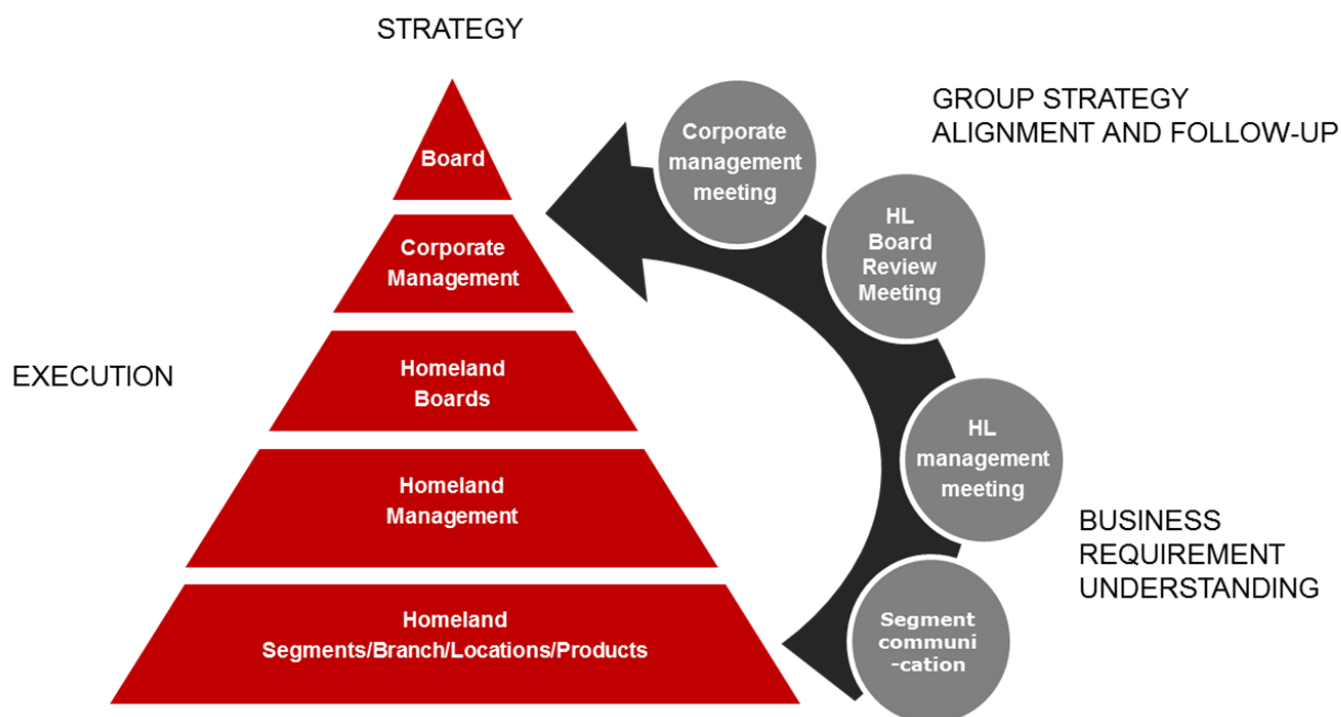 STRATEGY
Board
Corporate
Management
Homeland
Boards
Homeland
Management
Homeland
Segments/Branch/Locations/Products
EXECUTION
Corporate
management
meeting
HL
Board
Review
Meeting
HL
management
meeting
Segment
communi
-cation
GROUP STRATEGY
ALIGNMENT AND FOLLOW-UP
BUSINESS
REQUIREMENT
UNDERSTANDING